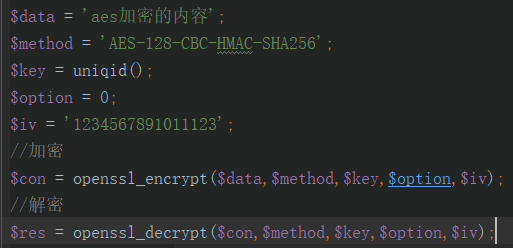 $data = 'aes加密的内容';
$method = 'AES-128-CBC-HMAC-SHA256';
$key = uniqid();
$option = 0;
$iv = '1234567891011123';
//加密
$con = openssl_encrypt($data,$method,$key,$option,$iv);
//解密
$res = openssl_decrypt($con,$method,$key,$option,$iv);